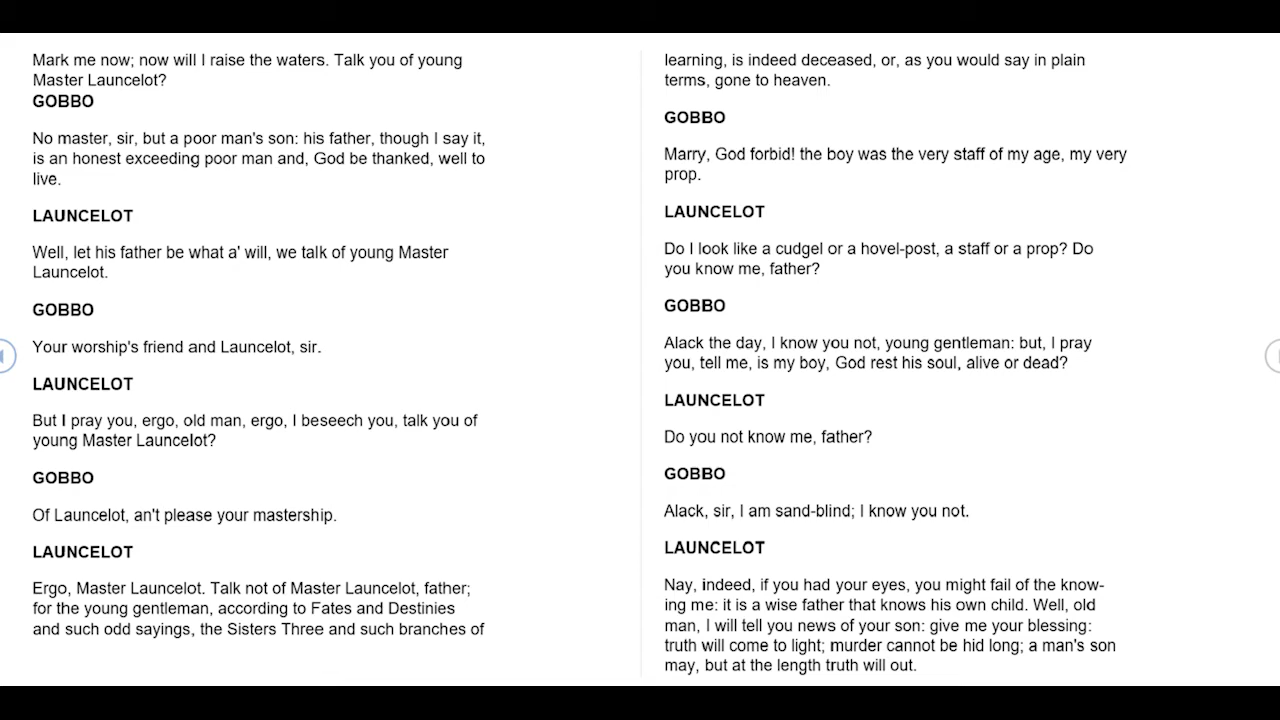 Mark me now; now will I raise the waters. Talk you of young
Master Launcelot?
GOBBO
No master, sir, but a poor man's son: his father, though I say it,
is an honest exceeding poor man and, God be thanked, well to
live.
LAUNCELOT
Well, let his father be what a' will, we talk of young Master
Launcelot.
GOBBO
Your worship's friend and Launcelot, sir.
LAUNCELOT
But I pray you, ergo, old man, ergo, I beseech you, talk you of
young Master Launcelot?
GOBBO
Of Launcelot, an't please your mastership.
LAUNCELOT
Ergo, Master Launcelot. Talk not of Master Launcelot, father;
for the young gentleman, according to Fates and Destinies
and such odd sayings, the Sisters Three and such branches of
learning, is indeed deceased, or, as you would say in plain
terms, gone to heaven.
GOBBO
Marry, God forbid! the boy was the very staff of my age, my very
prop.
LAUNCELOT
Do I look like a cudgel or a hovel-post, a staff or a prop? Do
you know me, father?
GOBBO
Alack the day, I know you not, young gentleman: but, I pray
you, tell me, is my boy, God rest his soul, alive or dead?
LAUNCELOT
Do you not know me, father?
GOBBO
Alack, sir, I am sand-blind; I know you not.
LAUNCELOT
Nay, indeed, if you had your eyes, you might fail of the know-
ing me: it is a wise father that knows his own child. Well, old
man, I will tell you news of your son: give me your blessing:
truth will come to light; murder cannot be hid long; a man's son
may, but at the length truth will out.